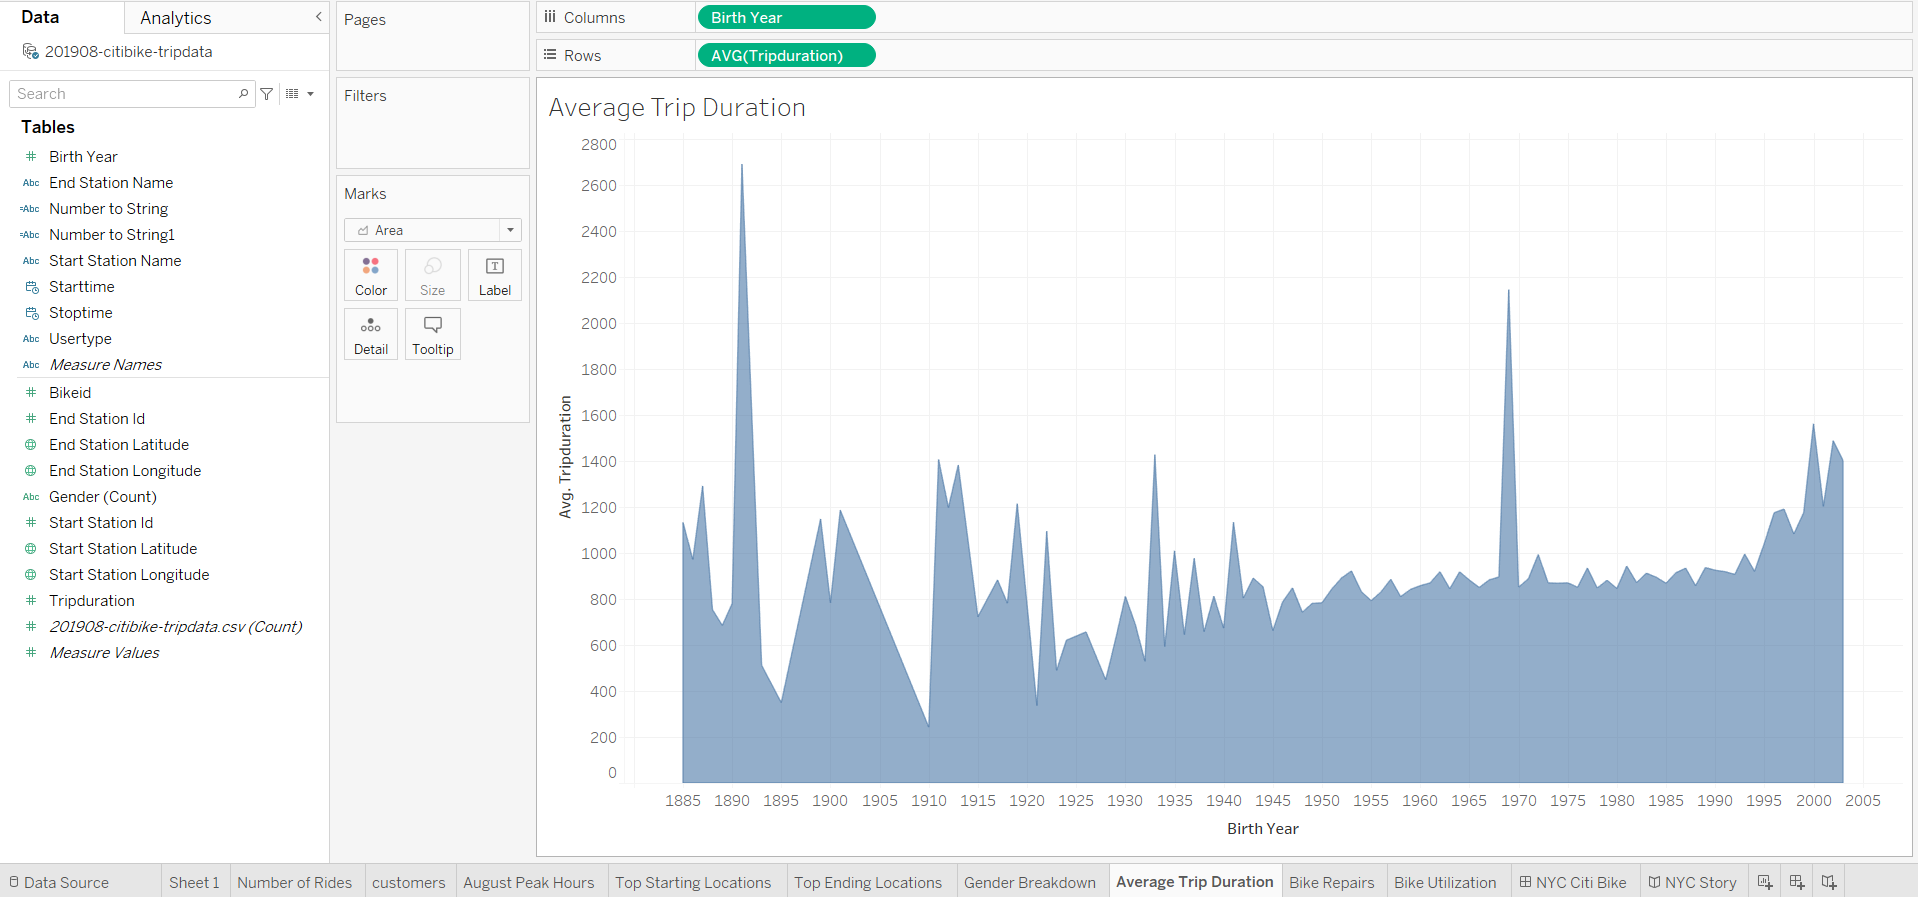 Data
Analytics
201908-citibike-tripdata
Search
Tables
# Birth Year
Abc End Station Name
=Abc Number to String
=Abc Number to String1
Abc Start Station Name
Starttime
Stoptime
Abc Usertype
Abc Measure Names
# Bikeid
# End Station Id
End Station Latitude
End Station Longitude
Abc Gender (Count)
# Start Station Id
Start Station Latitude
Start Station Longitude
# Tripduration
# 201908-citibike-tripdata.csv (Count)
# Measure Values
Pages
Filters
Marks
Area
Color
Size
T
Label
Detail
Tooltip
Columns
Birth Year
Rows
AVG(Tripduration)
Average Trip Duration
Avg. Tripduration
2800
2600
2400
2200
2000
1800
1600
1400
1200
1000
800
600
400
200
0
1885 1890 1895 1900 1905 1910 1915 1920 1925 1930 1935 1940 1945 1950 1955 1960 1965 1970 1975 1980 1985 1990 1995 2000 2005
Birth Year
Data Source Sheet 1 Number of Rides customers August Peak Hours Top Starting Locations Top Ending Locations Gender Breakdown Average Trip Duration Bike Repairs Bike Utilization NYC Citi Bike NYC Story